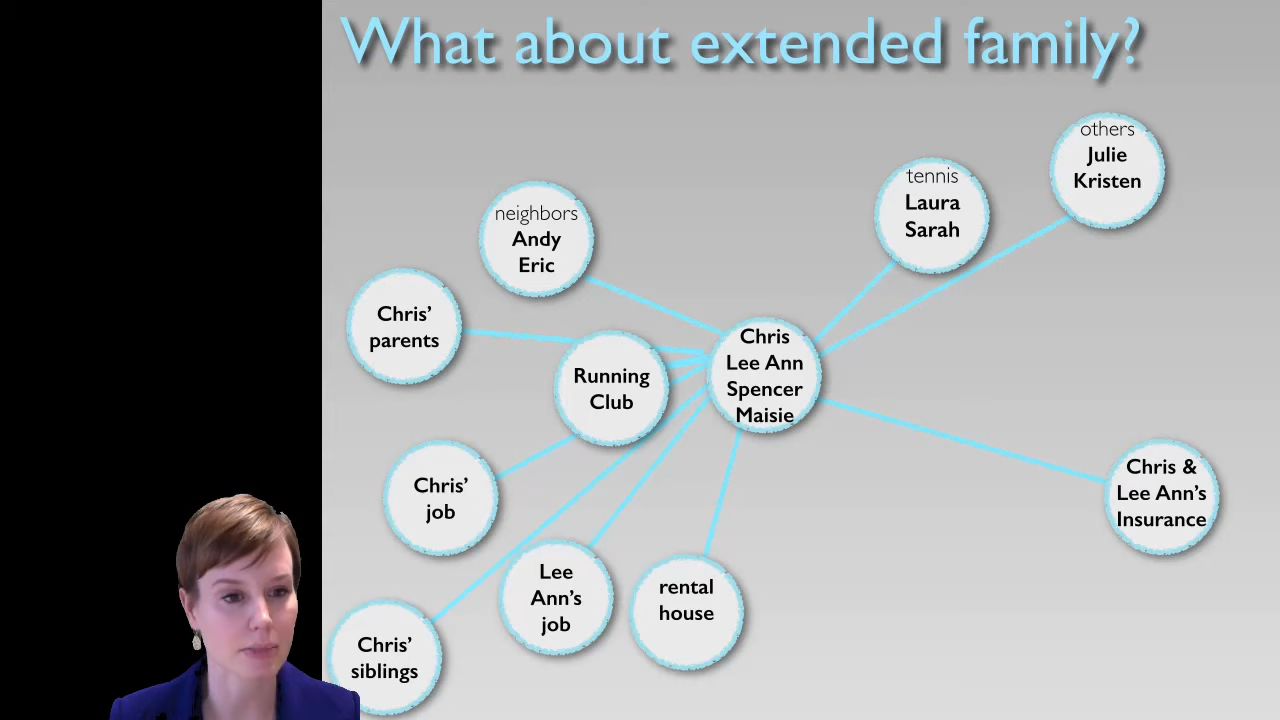 What about extended family?
others
Julie
Kristen
tennis
Laura
Sarah
neighbors
Andy
Eric
Chris’
parents
Running
Club
Chris
Lee Ann
Spencer
Maisie
Chris’
job
Chris &
Lee Ann’s
Insurance
Lee
Ann’s
job
rental
house
Chris’
siblings